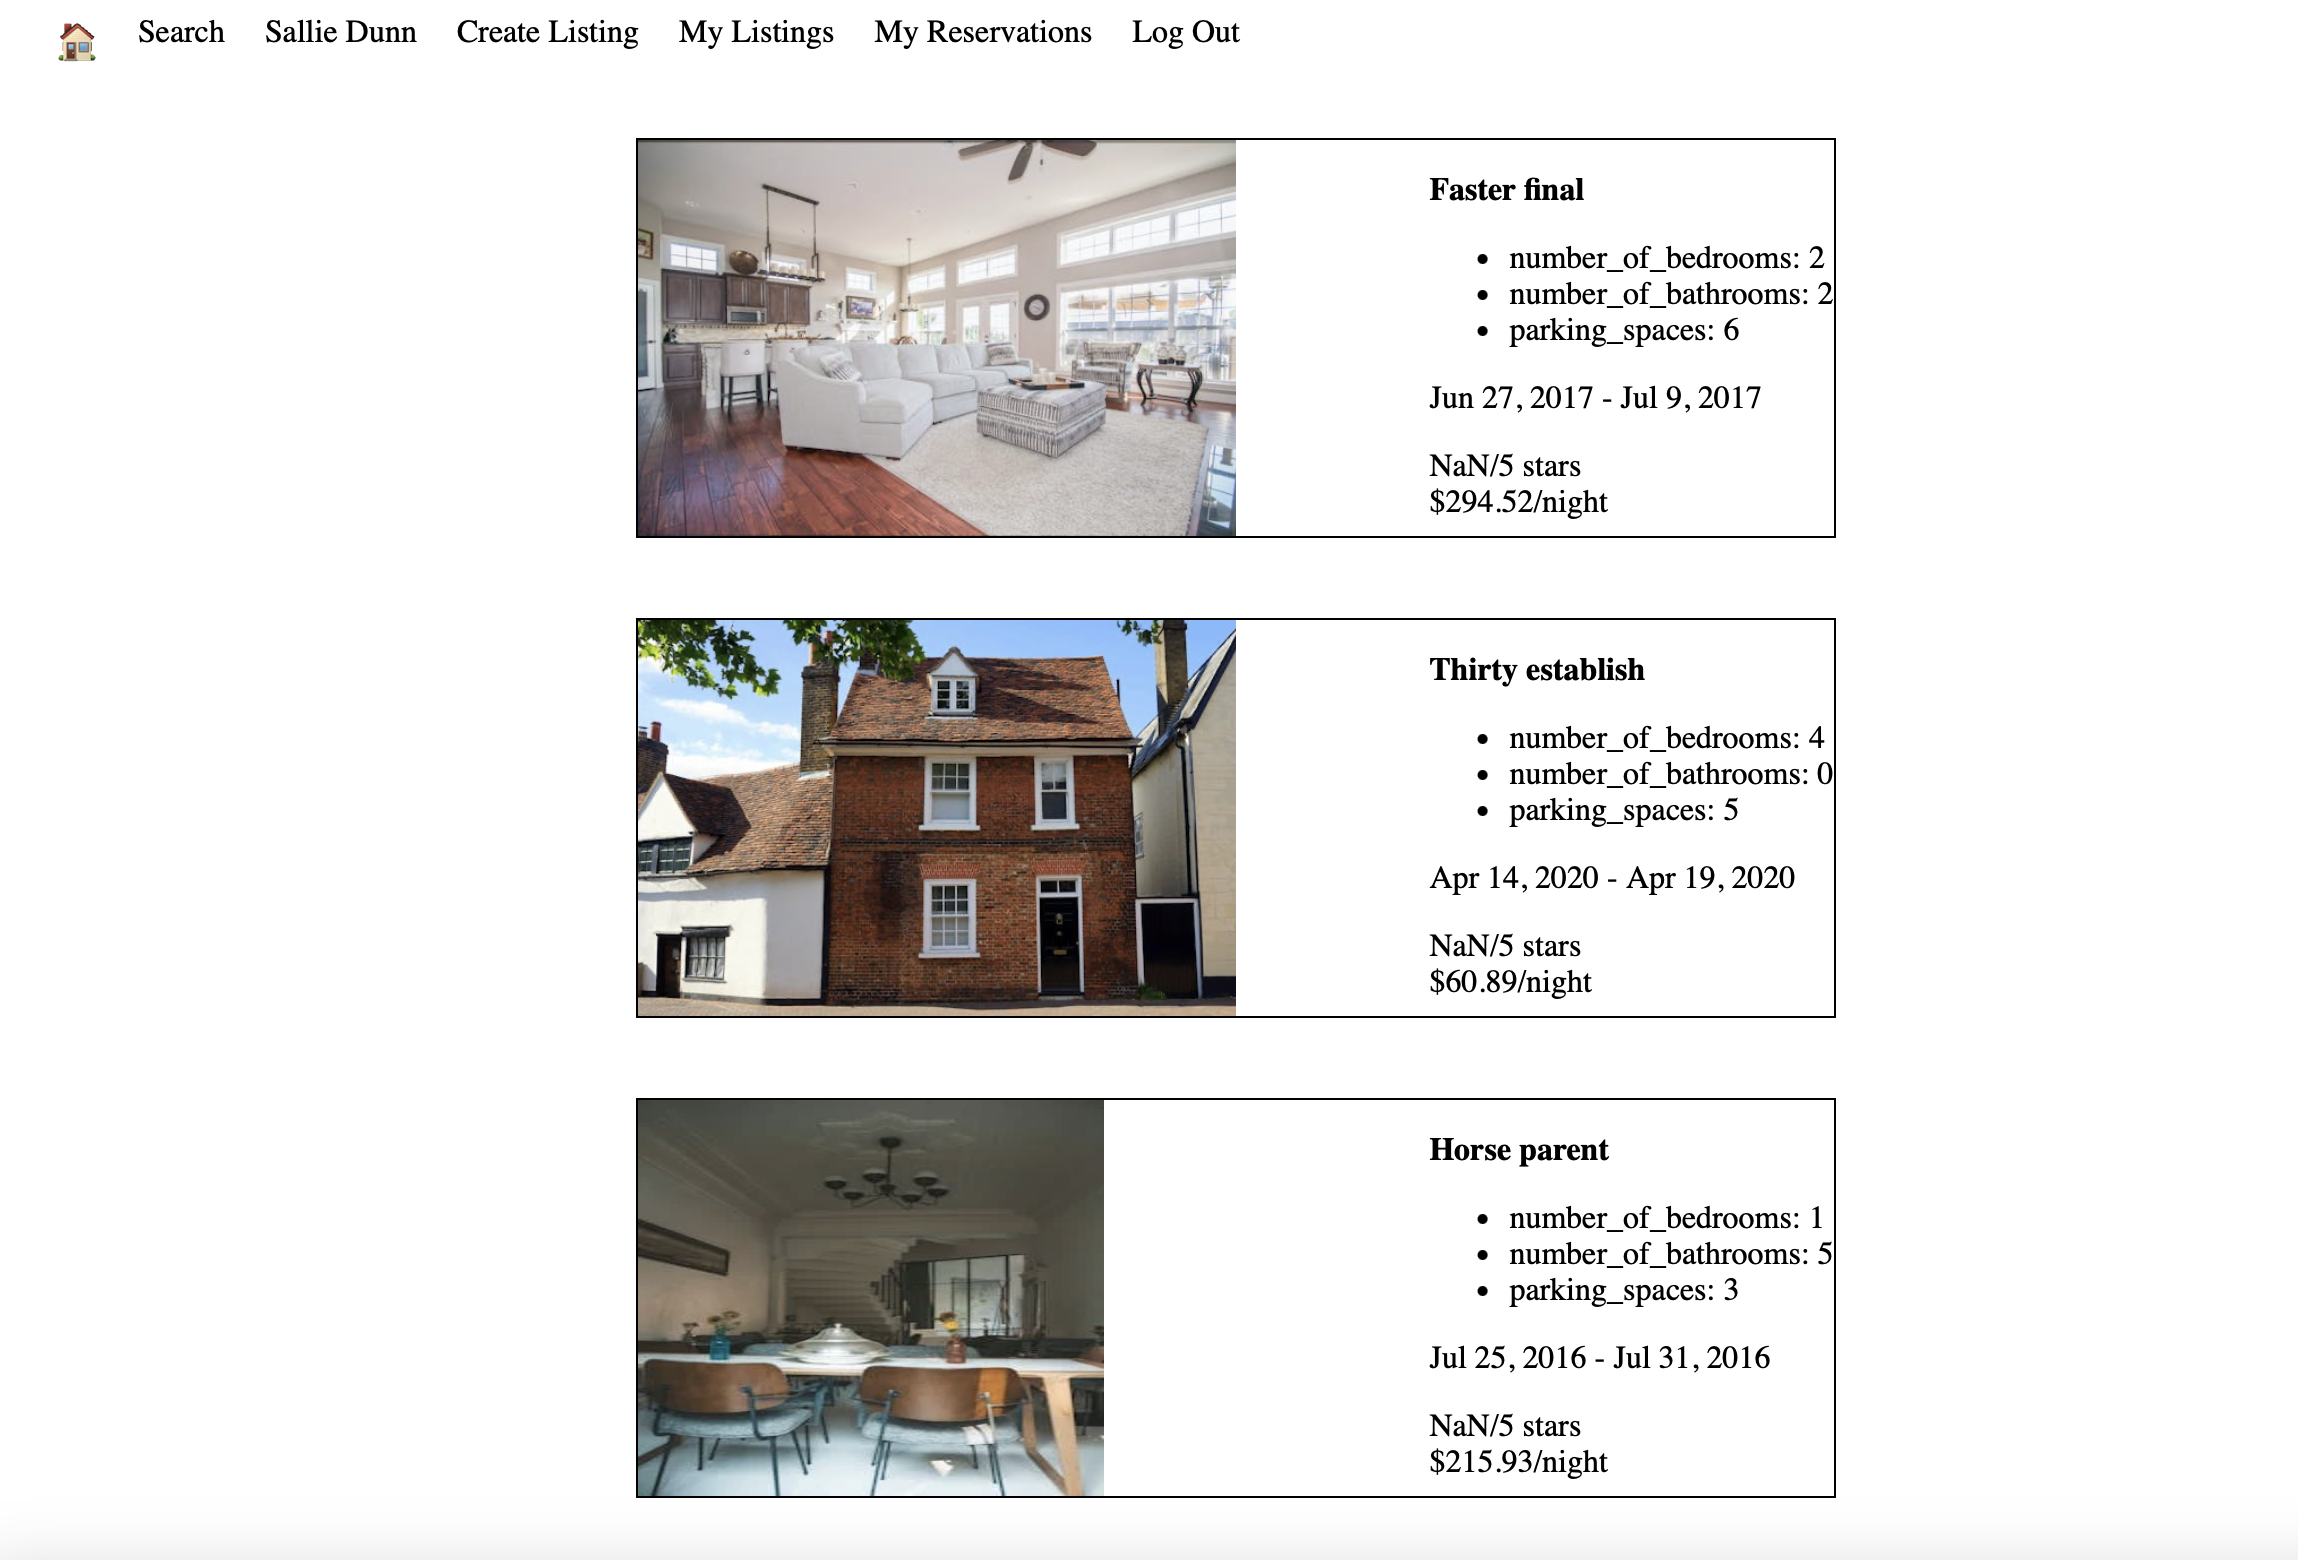 Search Sallie Dunn Create Listing My Listings My Reservations Log Out
Faster final
number_of_bedrooms: 2
number_of_bathrooms: 2
parking_spaces: 6
Jun 27, 2017 - Jul 9, 2017
NaN/5 stars
$294.52/night
Thirty establish
number_of_bedrooms: 4
number_of_bathrooms: 0
parking_spaces: 5
Apr 14, 2020 - Apr 19, 2020
NaN/5 stars
$60.89/night
Horse parent
number_of_bedrooms: 1
number_of_bathrooms: 5
parking_spaces: 3
Jul 25, 2016 - Jul 31, 2016
NaN/5 stars
$215.93/night